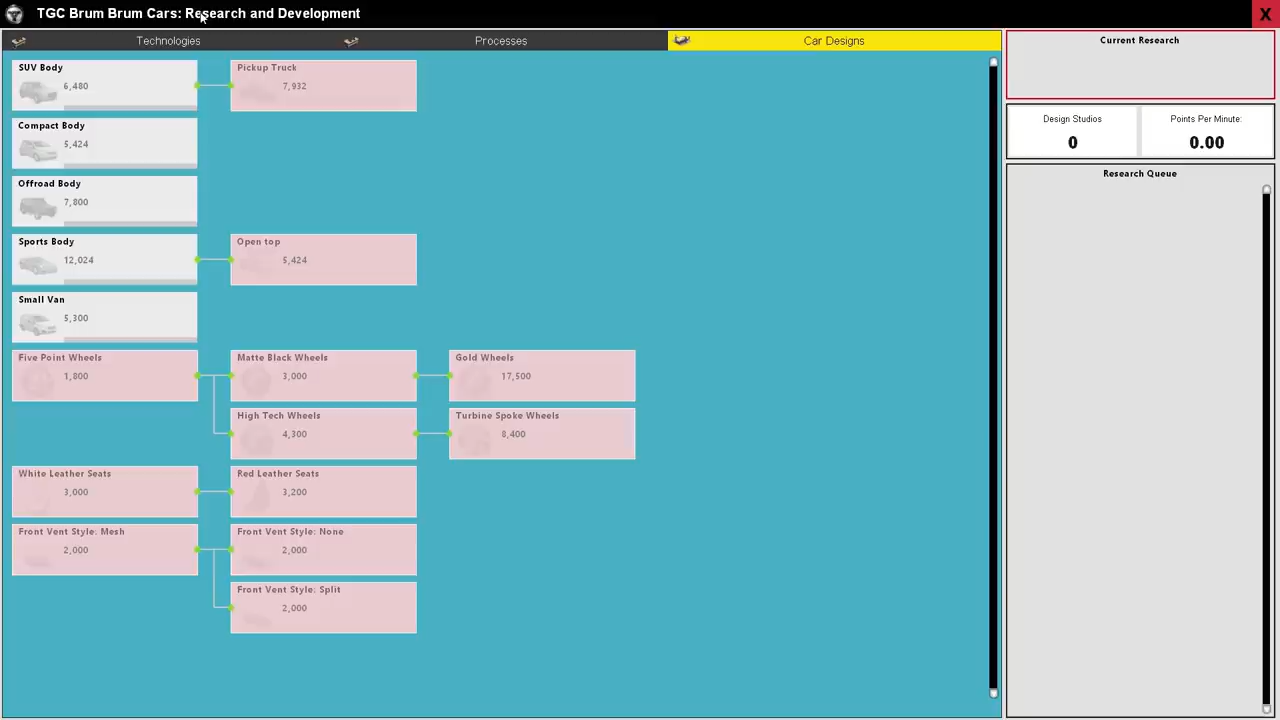 TGC Brum Brum Cars: Research and Development
X
Technologies
Processes
Car Designs
Current Research
SUV Body
6,480
Pickup Truck
7,932
Compact Body
5,424
Design Studios
0
Points Per Minute:
0.00
Offroad Body
7,800
Research Queue
Sports Body
12,024
Open top
5,424
Small Van
5,300
Five Point Wheels
1,800
Matte Black Wheels
3,000
Gold Wheels
17,500
High Tech Wheels
4,300
Turbine Spoke Wheels
8,400
White Leather Seats
3,000
Red Leather Seats
3,200
Front Vent Style: Mesh
2,000
Front Vent Style: None
2,000
Front Vent Style: Split
2,000